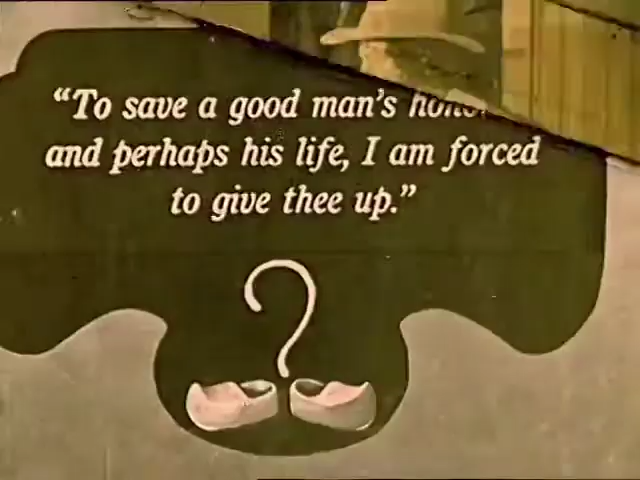 “To save a good man’s
and perhaps his life, I am forced
to give thee up.”
?